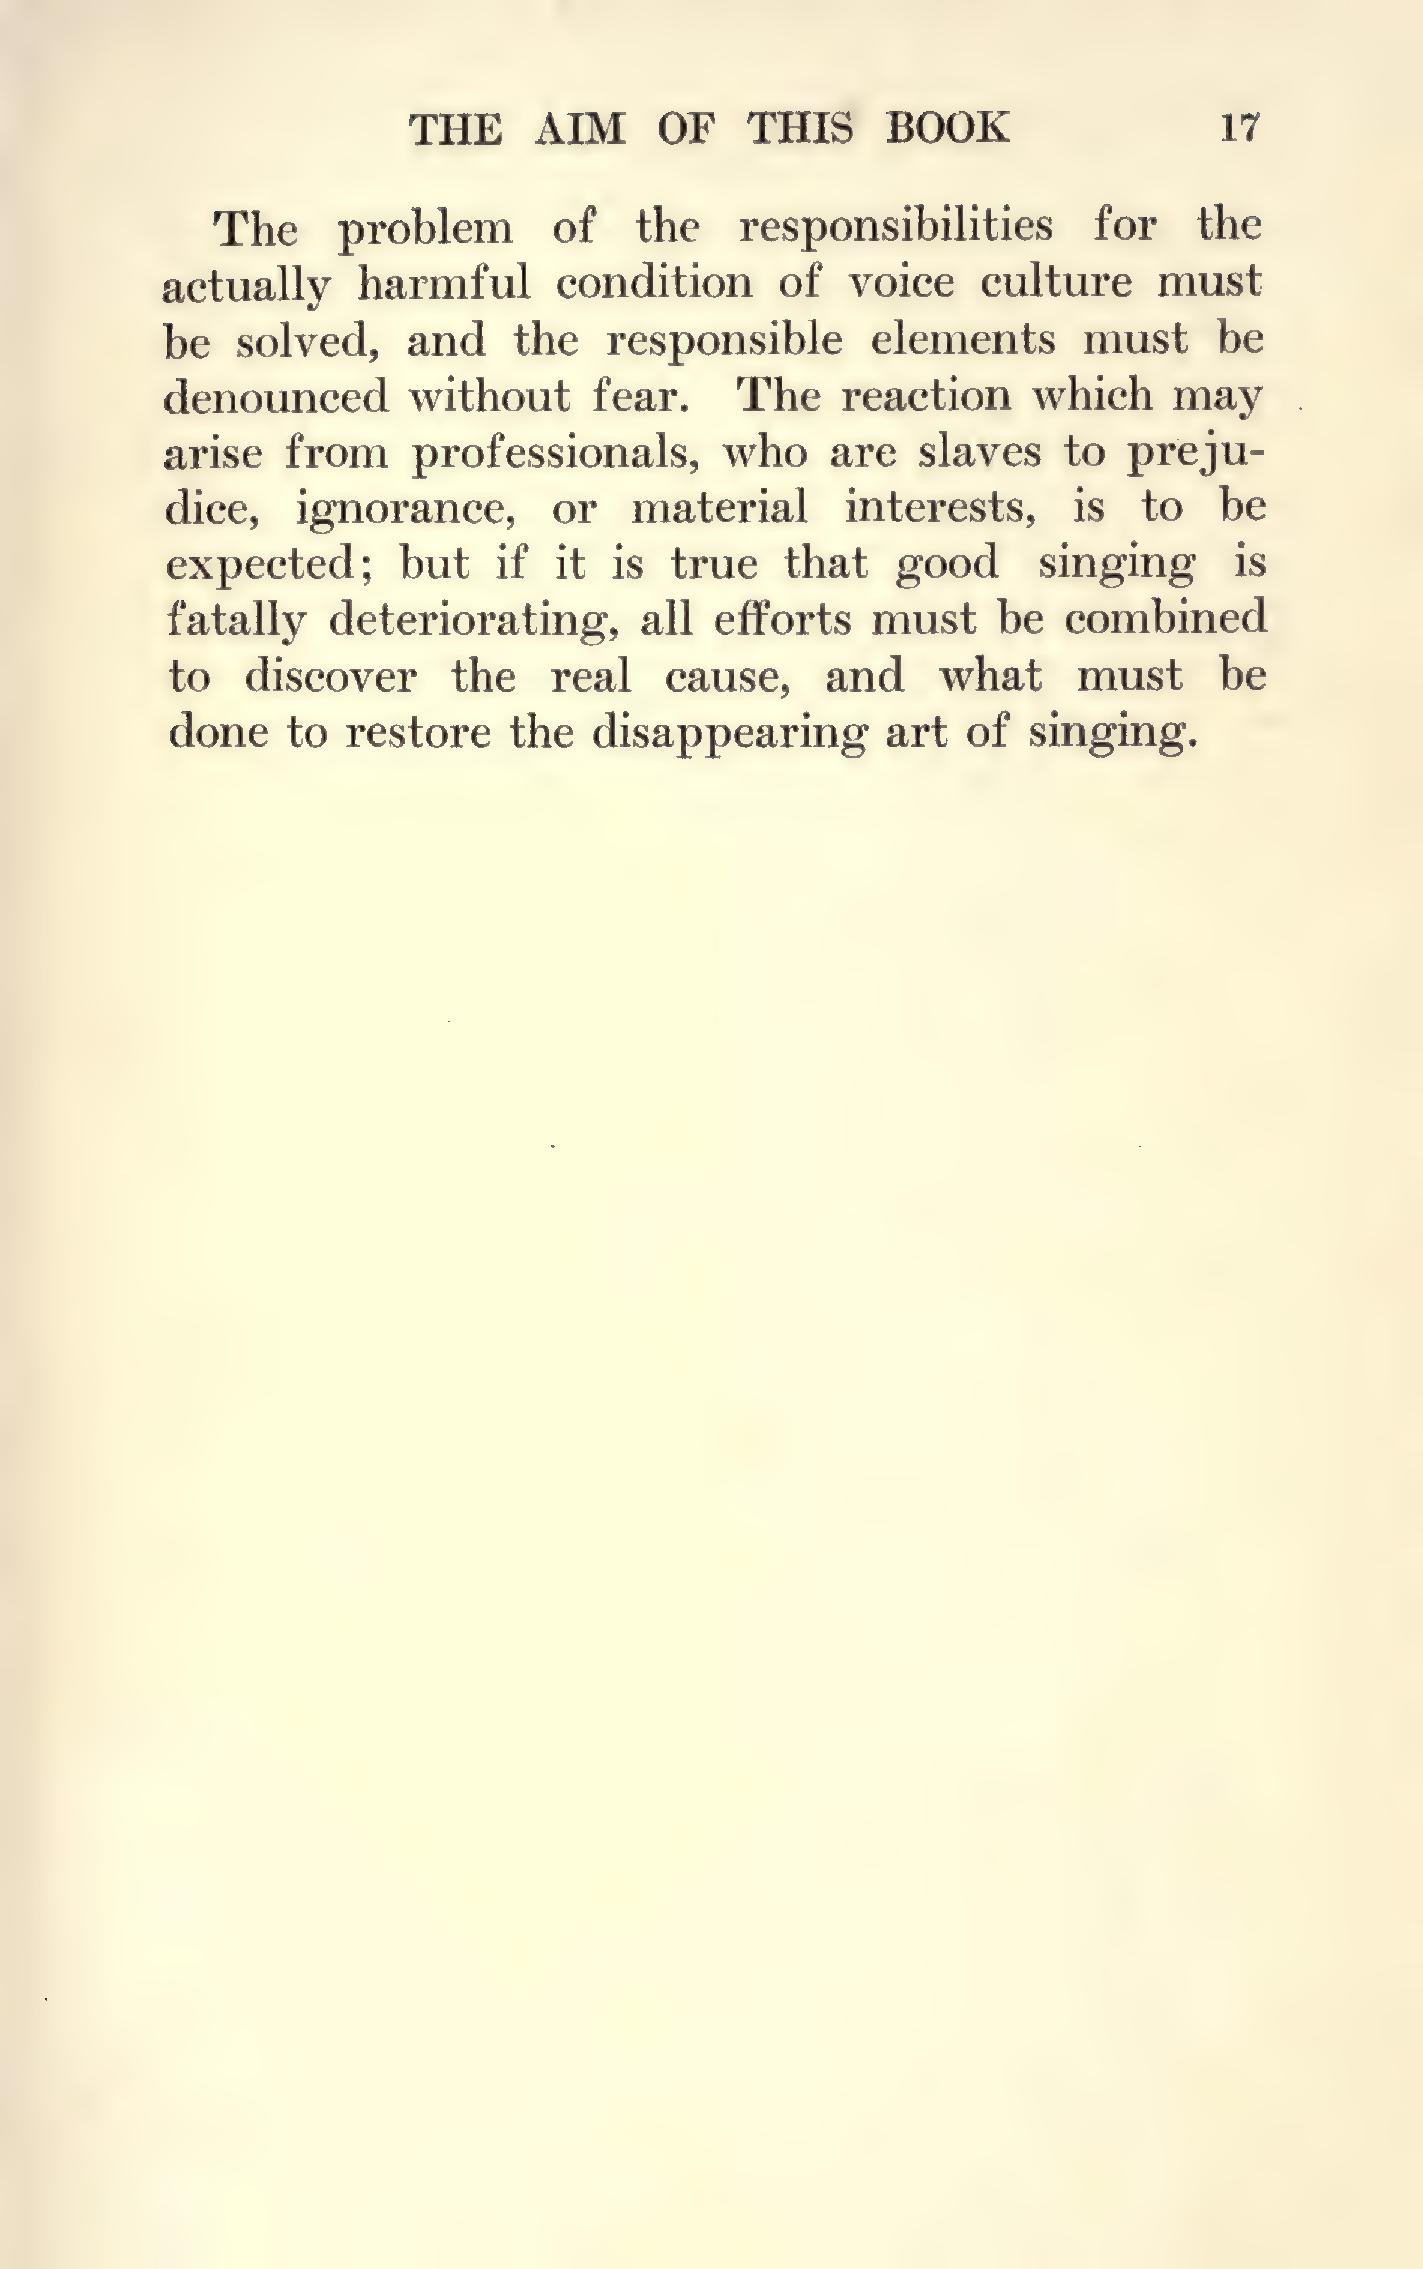 THE AIM OF THIS BOOK 17
The problem of the responsibilities for the
actually harmful condition of voice culture must
be solved, and the responsible elements must be
denounced without fear. The reaction which may
arise from professionals, who are slaves to preju-
dice, ignorance, or material interests, is to be
expected; but if it is true that good singing is
fatally deteriorating, all efforts must be combined
to discover the real cause, and what must be
done to restore the disappearing art of singing.